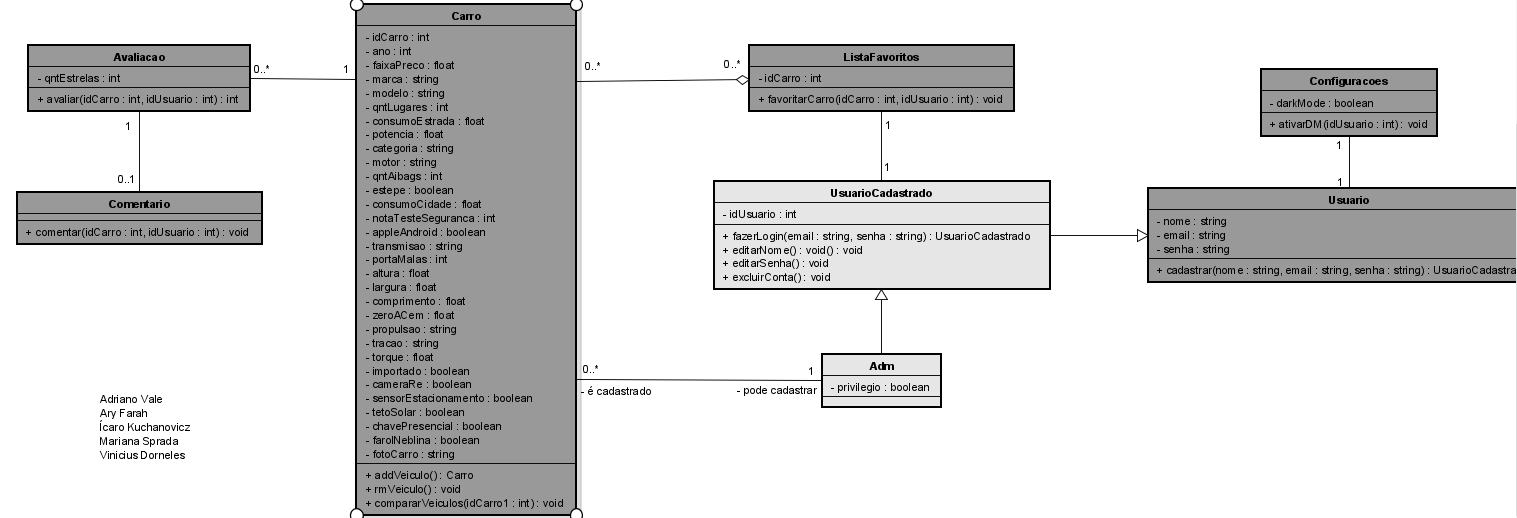 Avaliacao
- qntEstrelas : int
+ avaliar(idCarro : int, idUsuario : int) : int
0..*
1
1
0..1
Comentario
+ comentar(idCarro : int, idUsuario : int) : void
Adriano Vale
Ary Farah
Ícaro Kuchanovicz
Mariana Sprada
Vinicius Dorneles
Carro
- idCarro : int
- ano : int
- faixaPreco : float
- marca : string
- modelo : string
- qntLugares : int
- consumoEstrada : float
- potencia : float
- categoria : string
- motor : string
- qntAibags : int
- estepe : boolean
- consumoCidade : float
- notaTesteSeguranca : int
- appleAndroid : boolean
- transmisao : string
- portaMalas : int
- altura : float
- largura : float
- comprimento : float
- zeroACem : float
- propulsao : string
- tracao : string
- torque : float
- importado : boolean
- cameraRe : boolean
- sensorEstacionamento : boolean
- tetoSolar : boolean
- chavePresencial : boolean
- farolNeblina : boolean
- fotoCarro : string
+ addVeiculo() : Carro
+ rmVeiculo() : void
+ compararVeiculos(idCarro1 : int) : void
0..*
0..*
ListaFavoritos
- idCarro : int
+ favoritarCarro(idCarro : int, idUsuario : int) : void
1
1
UsuarioCadastrado
- idUsuario : int
+ fazerLogin(email : string, senha : string) : UsuarioCadastrado
+ editarNome() : void() : void
+ editarSenha() : void
+ excluirConta() : void
0..*
- é cadastrado
1
- pode cadastrar
Adm
- privilegio : boolean
Configuracoes
- darkMode : boolean
+ ativarDM(idUsuario : int) : void
1
1
Usuario
- nome : string
- email : string
- senha : string
+ cadastrar(nome : string, email : string, senha : string) : UsuarioCadastra